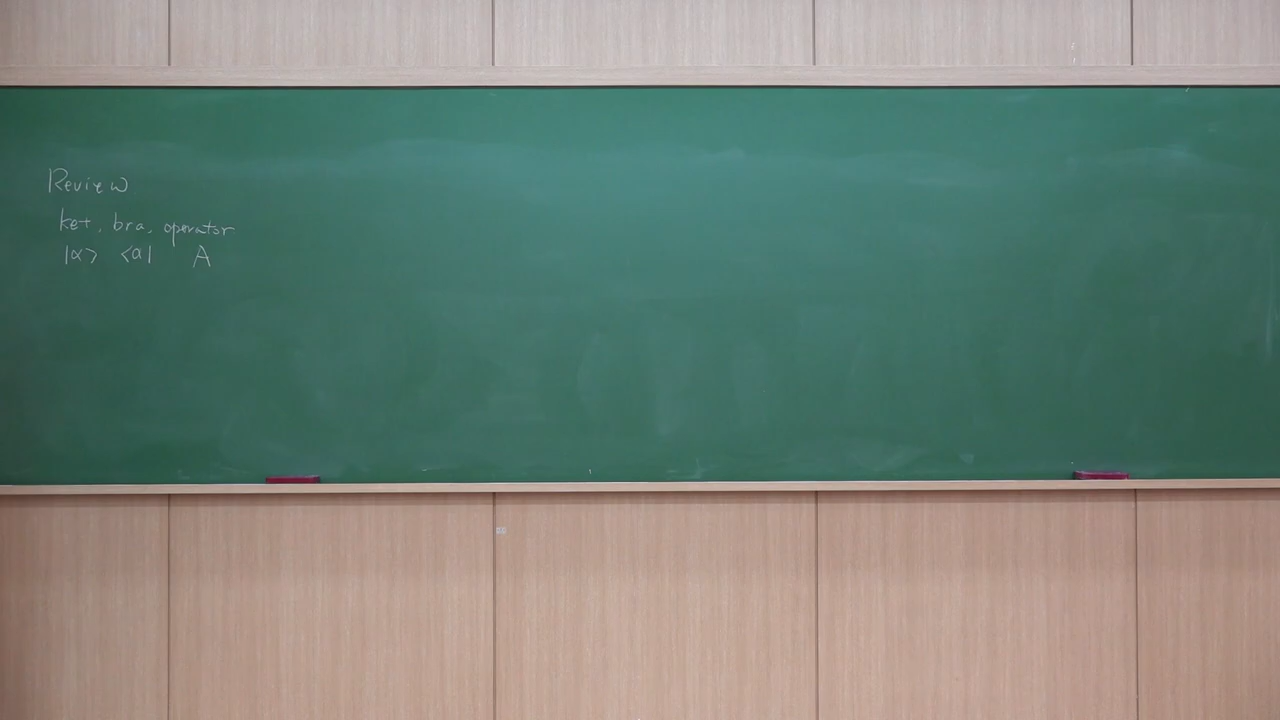 Review
ket, bra, operator
|α> <α| A